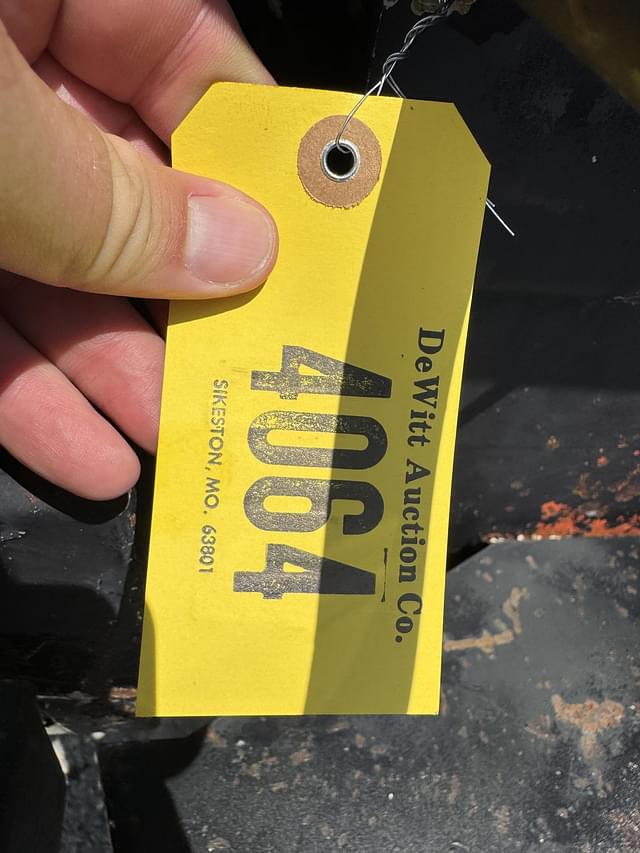 DeWitt Auction Co.
4064
SIKESTON, MO. 63801